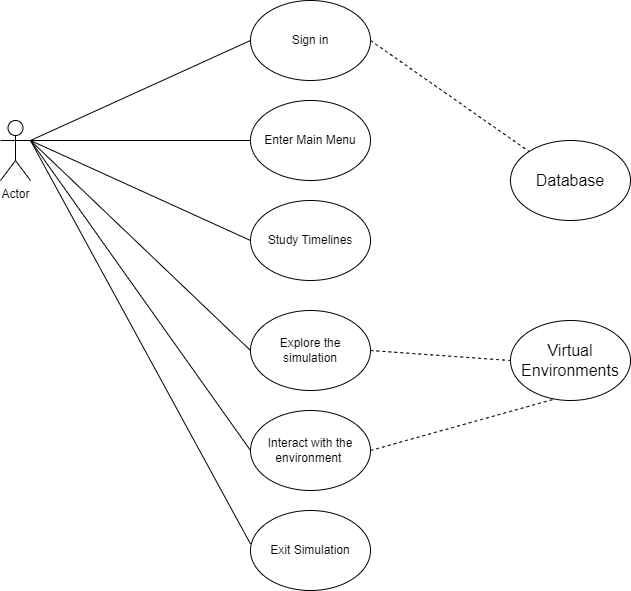 Sign in
Enter Main Menu
Database
Actor
Study Timelines
Explore the
simulation
Virtual
Environments
Interact with the
environment
Exit Simulation